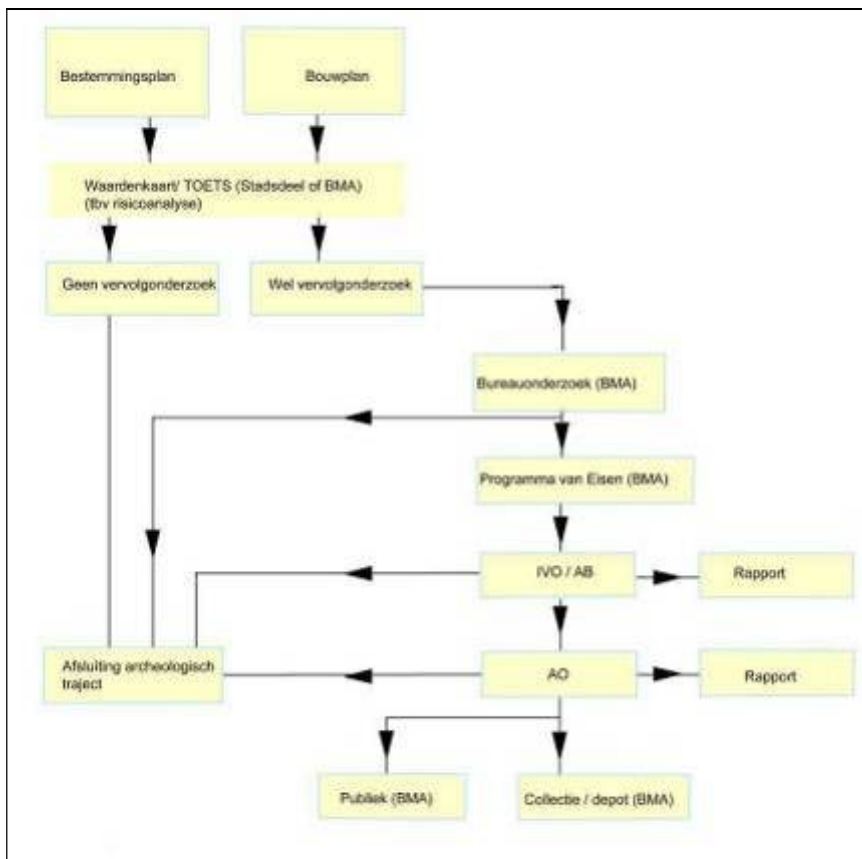 Bestemmingsplan
Bouwplan
Waardenkaart/ TOETS (Stadsdeel of BMA)
(tbv risicoanalyse)
Geen vervolgonderzoek
Wel vervolgonderzoek
Bureauonderzoek (BMA)
Programma van Eisen (BMA)
IVO / AB
Rapport
Afsluiting archeologisch
traject
AO
Rapport
Publiek (BMA)
Collectie / depot (BMA)